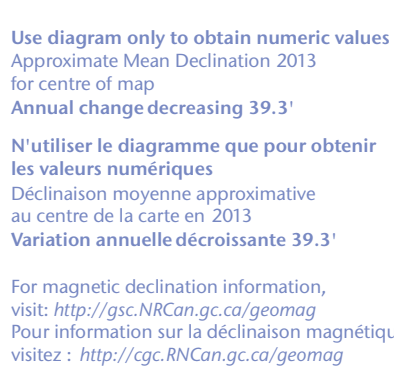 Use diagram only to obtain numeric values
Approximate Mean Declination 2013
for centre of map
Annual change decreasing 39.3'
N'utiliser le diagramme que pour obtenir
les valeurs numériques
Déclinaison moyenne approximative
au centre de la carte en 2013
Variation annuelle décroissante 39.3'
For magnetic declination information,
visit: http://gsc.NRCan.gc.ca/geomag
Pour information sur la déclinaison magnétiqu
visitez : http://cgc.RNCan.gc.ca/geomag